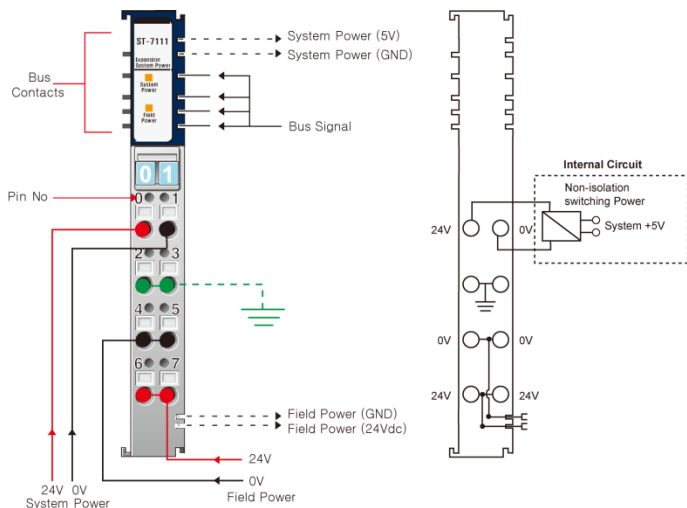 ST-7111
Expansion
System Power
System
Power
Field
Power
System Power (5V)
System Power (GND)
Bus
Contacts
Bus Signal
0 1
Pin No
0 1
2 3
4 5
6 7
Field Power (GND)
Field Power (24Vdc)
24V
0V
Field Power
24V 0V
System Power
Internal Circuit
Non-isolation
switching Power
System +5V
24V 0V
0V 0V
24V 24V